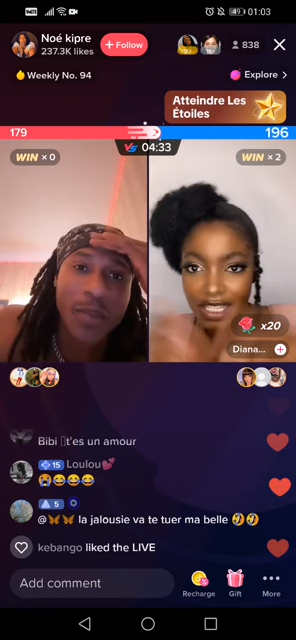 01:03
Noé kipre
237.3K likes
+ Follow
838
Weekly No. 94
Explore >
Atteindre Les
Étoiles
179
196
VS 04:33
WIN x 0
WIN x 2
x20
Diana...
Bibi t'es un amour
15 Loulou💕
😭😂😂😂
5
@🦋🦋 la jalousie va te tuer ma belle 🤣🤣
kebango liked the LIVE
Add comment
Recharge
Gift
More